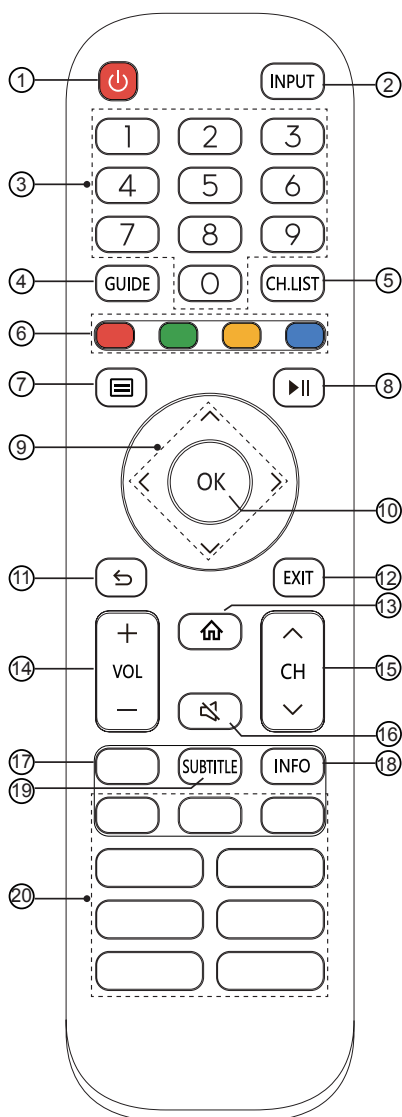 ① INPUT ②
1 2 3
③ 4 5 6
7 8 9
④ GUIDE 0 CH.LIST ⑤
⑥
⑦ ⑧
⑨
OK
⑩
⑪ EXIT ⑫
⑬
+
⑭ VOL CH ⑮
—
⑯
⑰ SUBTITLE INFO ⑱
⑲
⑳